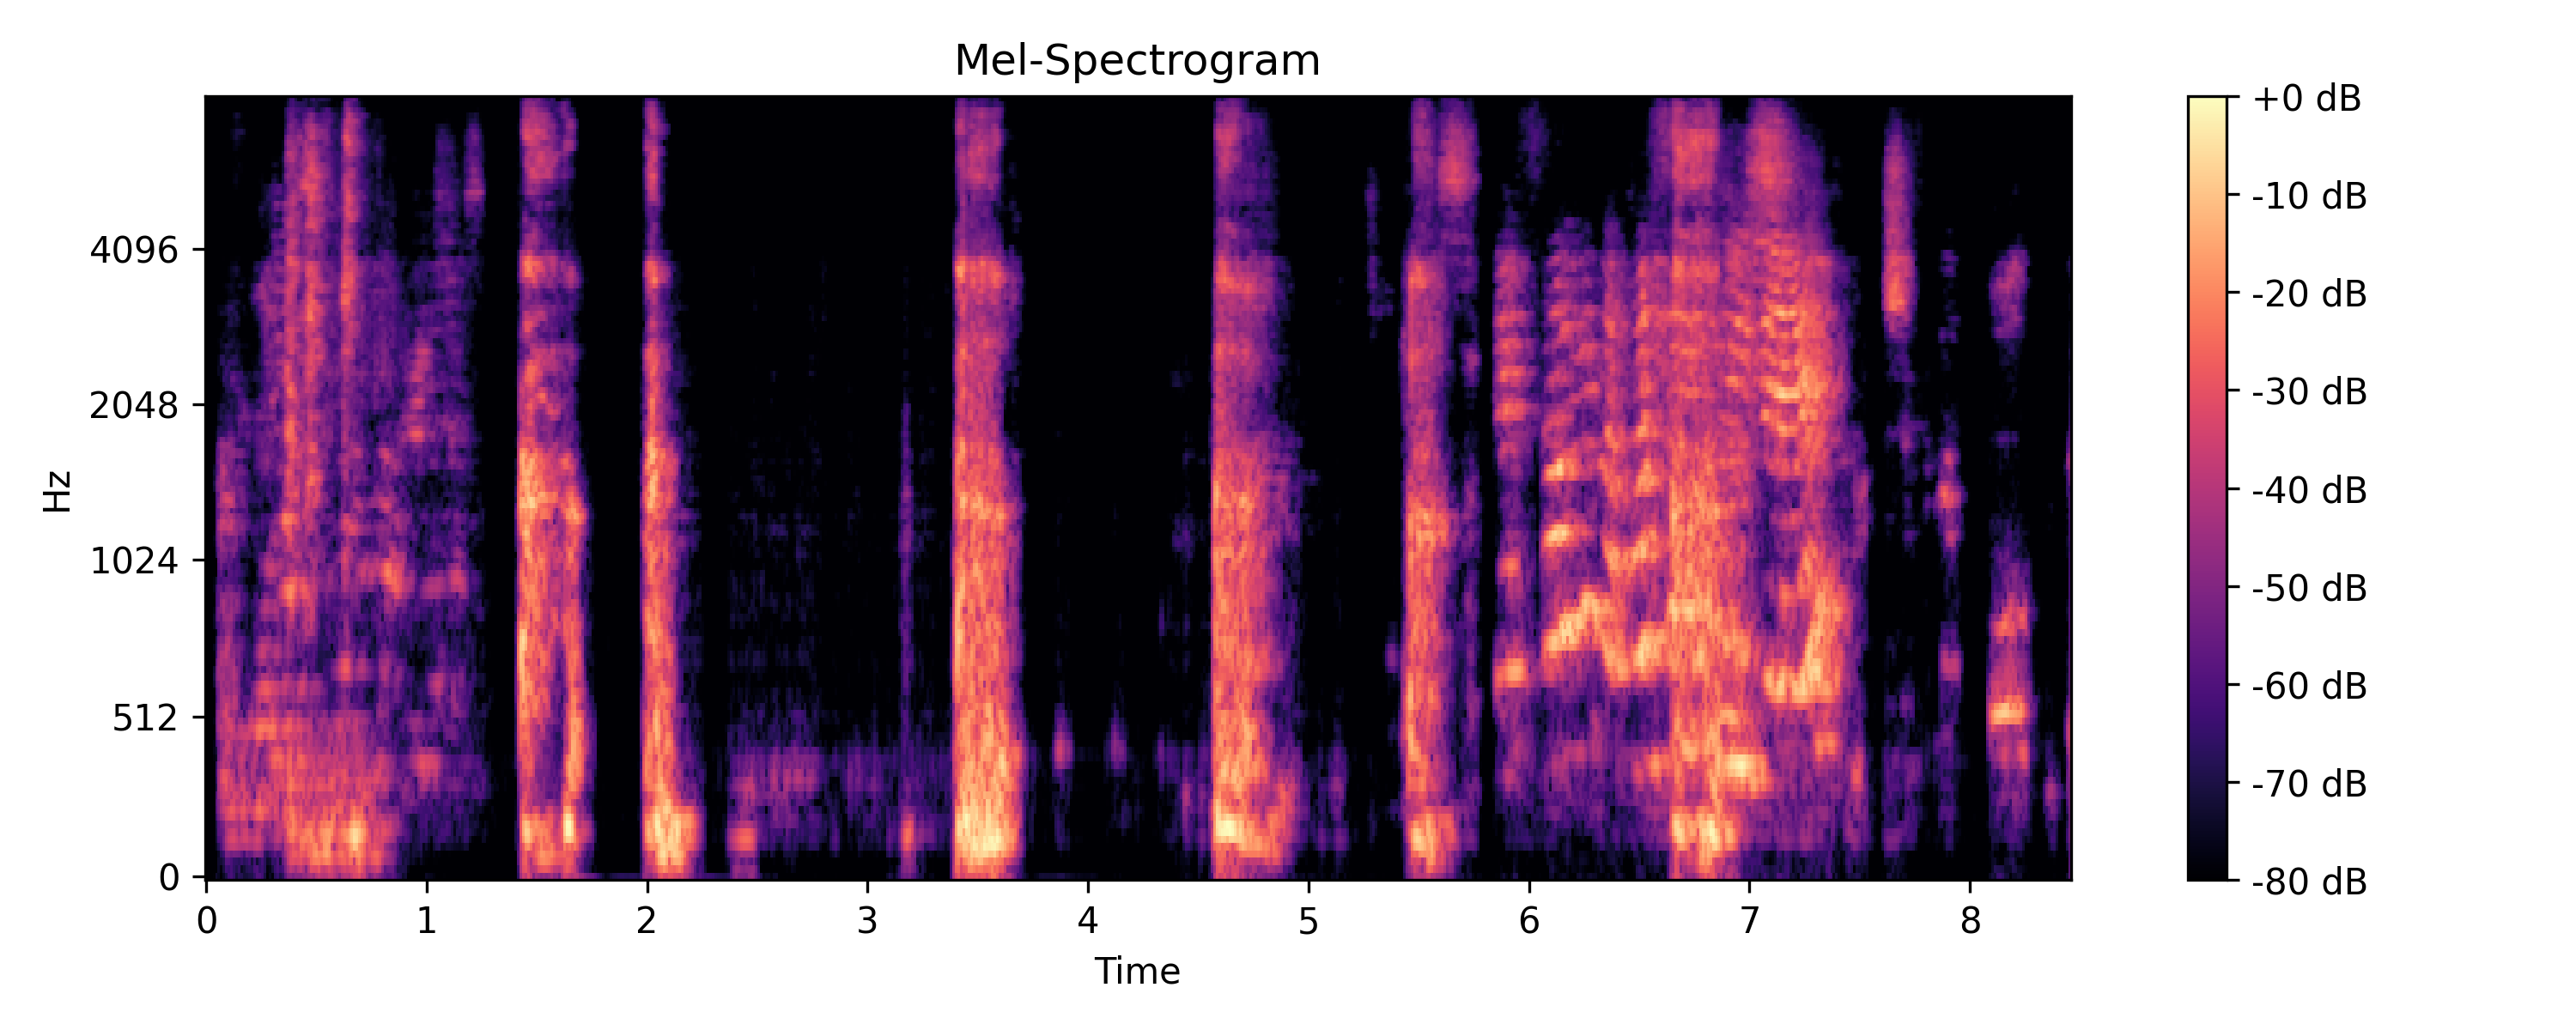 Mel-Spectrogram
+0 dB
-10 dB
-20 dB
-30 dB
-40 dB
-50 dB
-60 dB
-70 dB
-80 dB
4096
2048
1024
512
0
Hz
0 1 2 3 4 5 6 7 8
Time